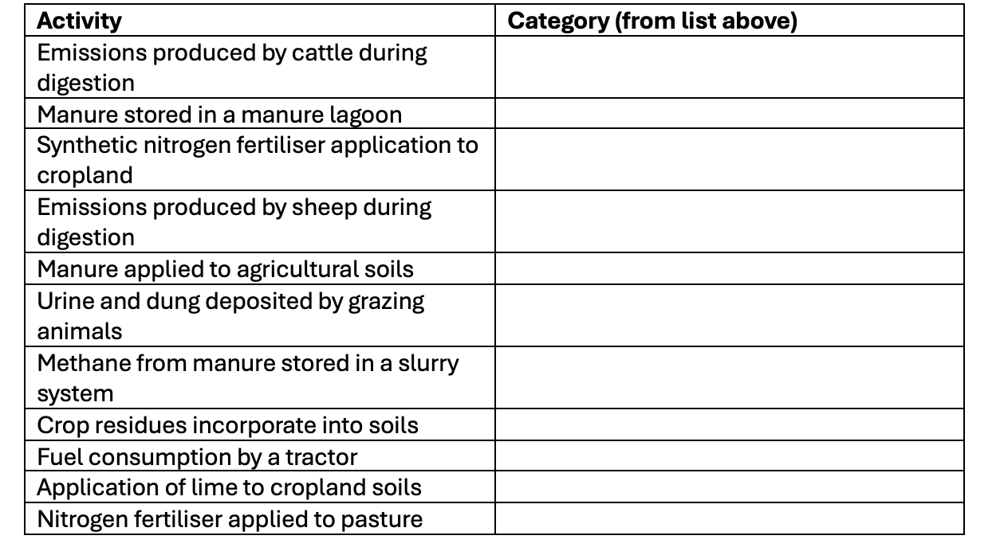 Activity
Category (from list above)
Emissions produced by cattle during
digestion
Manure stored in a manure lagoon
Synthetic nitrogen fertiliser application to
cropland
Emissions produced by sheep during
digestion
Manure applied to agricultural soils
Urine and dung deposited by grazing
animals
Methane from manure stored in a slurry
system
Crop residues incorporate into soils
Fuel consumption by a tractor
Application of lime to cropland soils
Nitrogen fertiliser applied to pasture